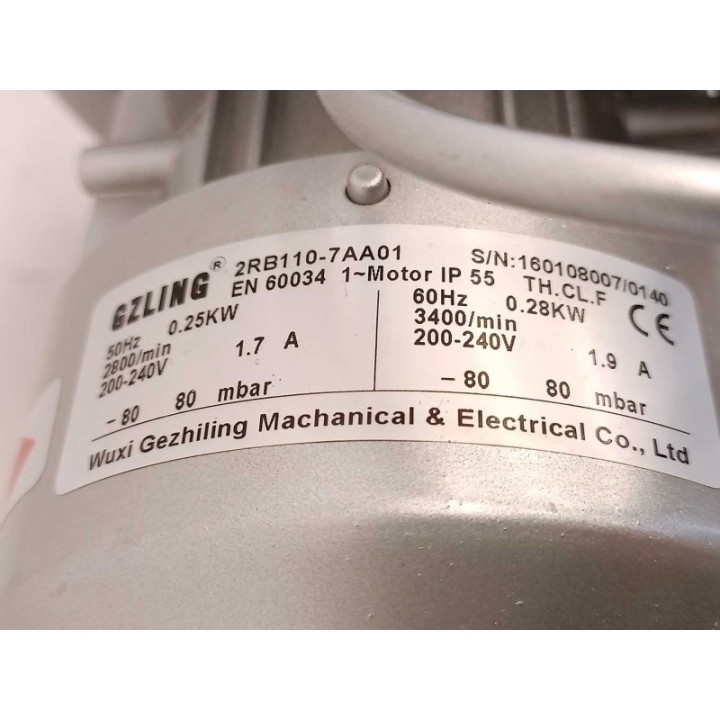 GZLING® 2RB110-7AA01 S/N:160108007/0140
EN 60034 1~Motor IP 55 TH.CL.F
50Hz 0.25KW
2800/min
200-240V 1.7 A
-80 80 mbar
60Hz 0.28KW CE
3400/min
200-240V 1.9 A
-80 80 mbar
Wuxi Gezhiling Machanical & Electrical Co., Ltd